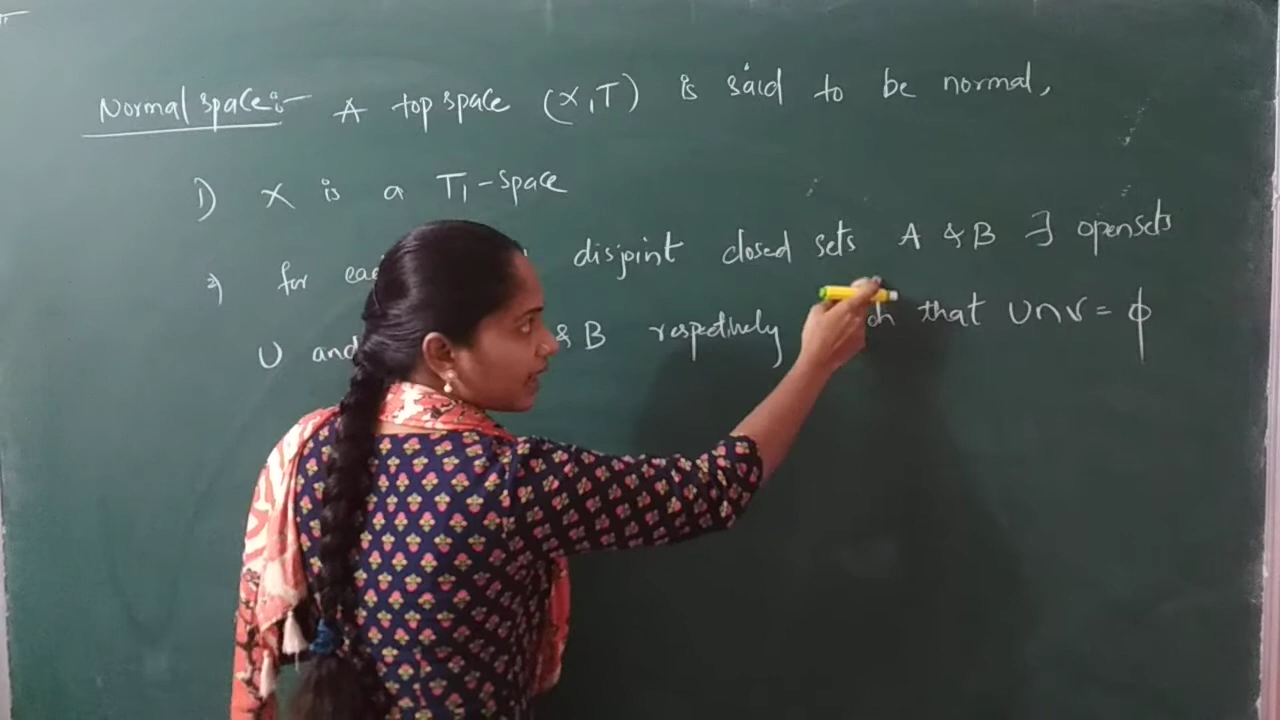 Normal space:- A top space (X,T) is said to be normal,
1) X is a T1-space
2) for disjoint closed sets A & B ∃ opensets
U and & B respectively that U∩V = ϕ